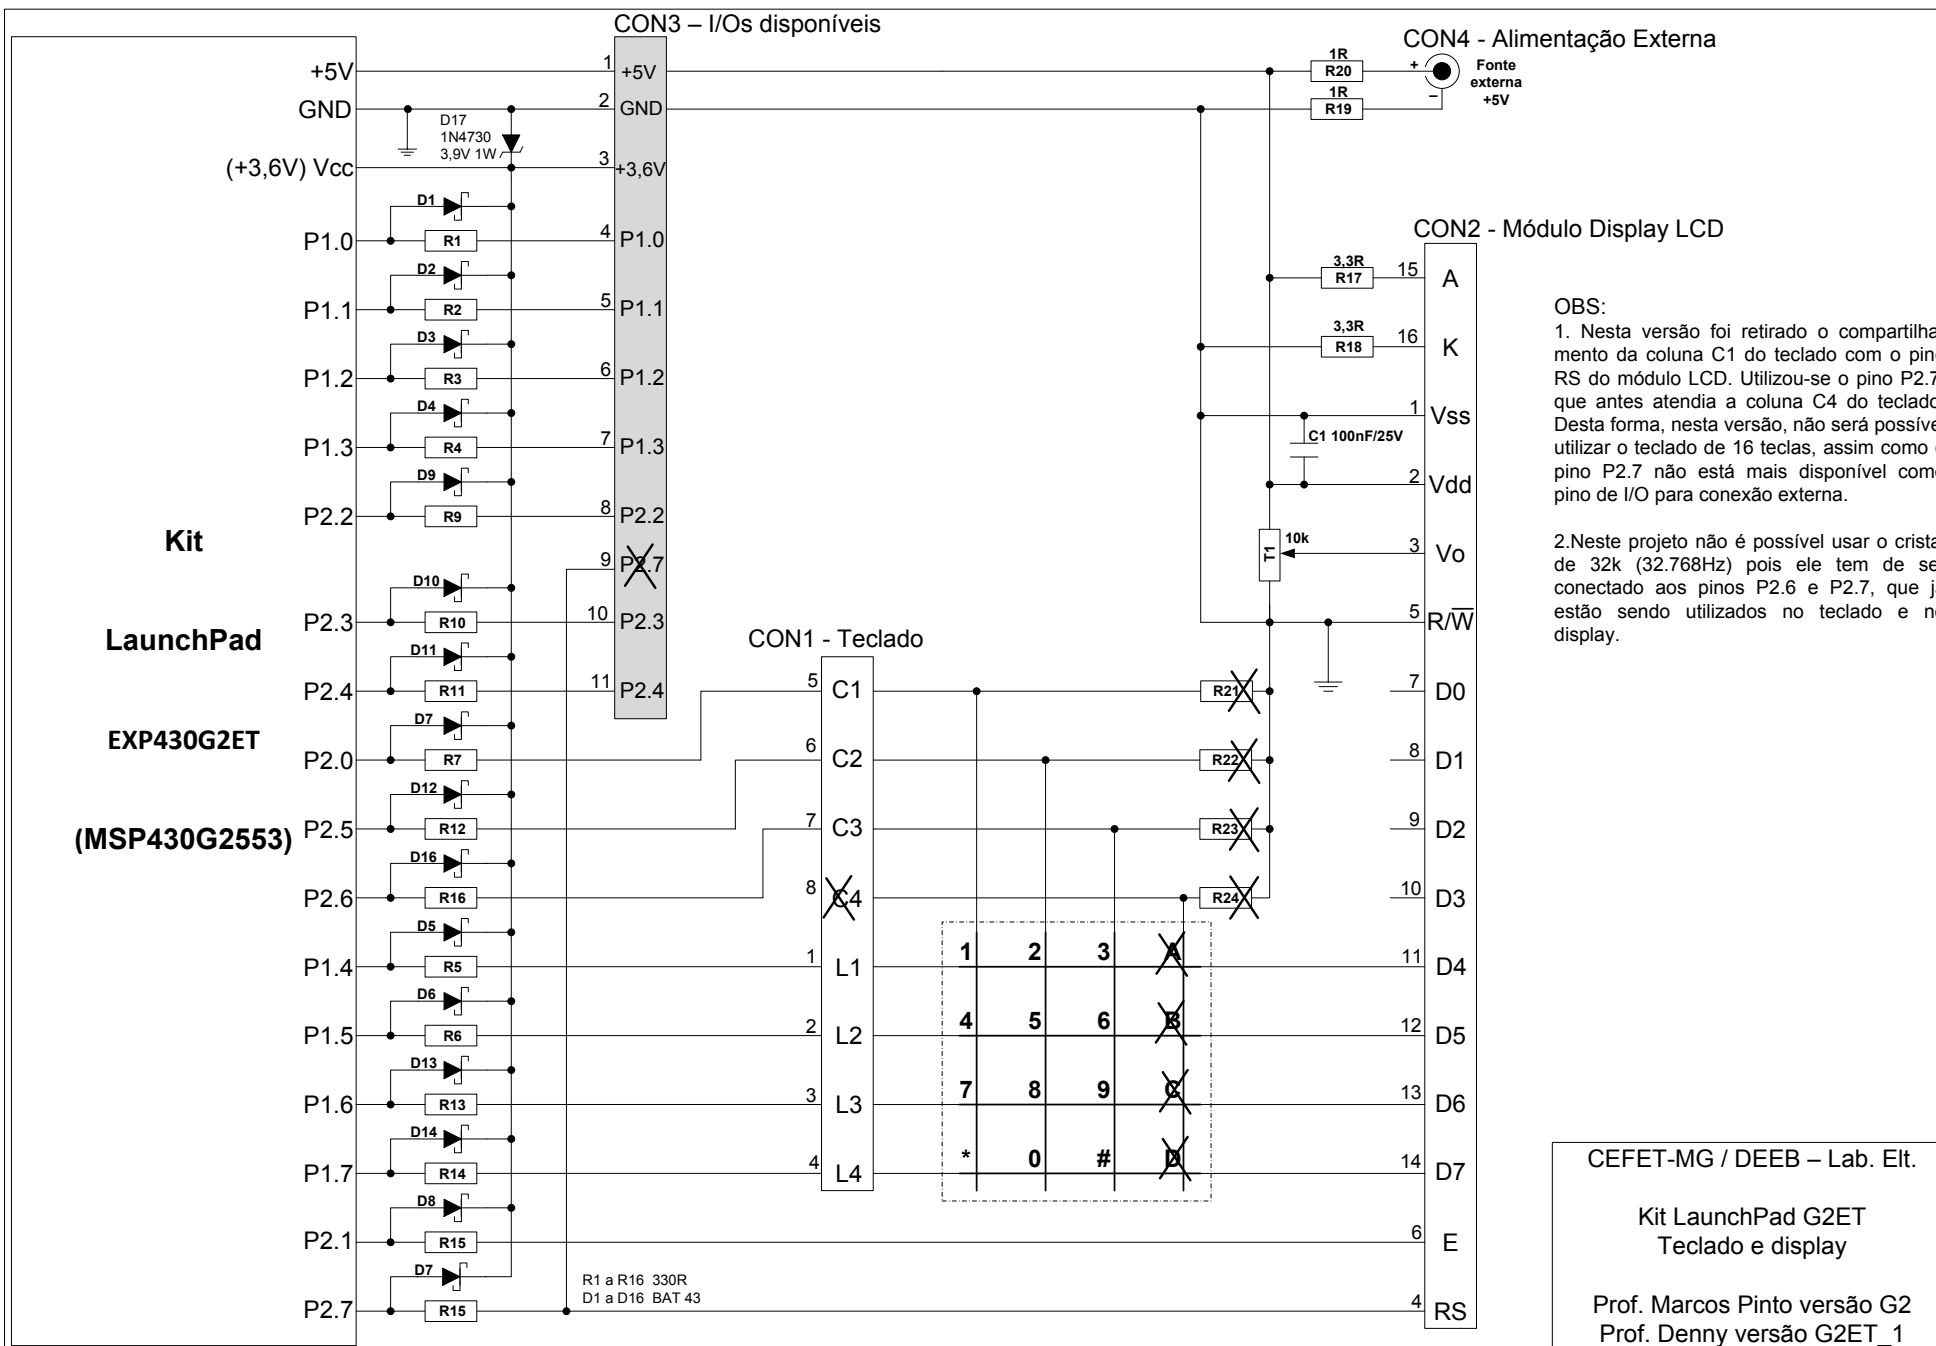 CON3 – I/Os disponíveis
CON4 - Alimentação Externa
+5V
1
+5V
1R
R20
+
Fonte
externa
+5V
GND
2
GND
1R
R19
–
D17
1N4730
3,9V 1W
(+3,6V) Vcc
3
+3,6V
D1
P1.0
R1
4
P1.0
D2
P1.1
R2
5
P1.1
D3
P1.2
R3
6
P1.2
D4
P1.3
R4
7
P1.3
D9
P2.2
R9
8
P2.2
9
P2.7
D10
P2.3
R10
10
P2.3
D11
P2.4
R11
11
P2.4
D7
P2.0
R7
D12
P2.5
R12
D16
P2.6
R16
D5
P1.4
R5
D6
P1.5
R6
D13
P1.6
R13
D14
P1.7
R14
D8
P2.1
R15
D7
P2.7
R15
Kit
LaunchPad
EXP430G2ET
(MSP430G2553)
R1 a R16 330R
D1 a D16 BAT 43
CON1 - Teclado
5
C1
6
C2
7
C3
8
C4
1
L1
2
L2
3
L3
4
L4
R21
R22
R23
R24
1 2 3 A
4 5 6 B
7 8 9 C
* 0 # D
CON2 - Módulo Display LCD
3,3R
R17
15
A
3,3R
R18
16
K
1
Vss
C1 100nF/25V
2
Vdd
T1
10k
3
Vo
5
R/W
7
D0
8
D1
9
D2
10
D3
11
D4
12
D5
13
D6
14
D7
6
E
4
RS
OBS:
1. Nesta versão foi retirado o compartilha
mento da coluna C1 do teclado com o pin
RS do módulo LCD. Utilizou-se o pino P2.7
que antes atendia a coluna C4 do teclado
Desta forma, nesta versão, não será possíve
utilizar o teclado de 16 teclas, assim como
pino P2.7 não está mais disponível com
pino de I/O para conexão externa.
2.Neste projeto não é possível usar o crista
de 32k (32.768Hz) pois ele tem de se
conectado aos pinos P2.6 e P2.7, que j
estão sendo utilizados no teclado e n
display.
CEFET-MG / DEEB – Lab. Elt.
Kit LaunchPad G2ET
Teclado e display
Prof. Marcos Pinto versão G2
Prof. Denny versão G2ET_1